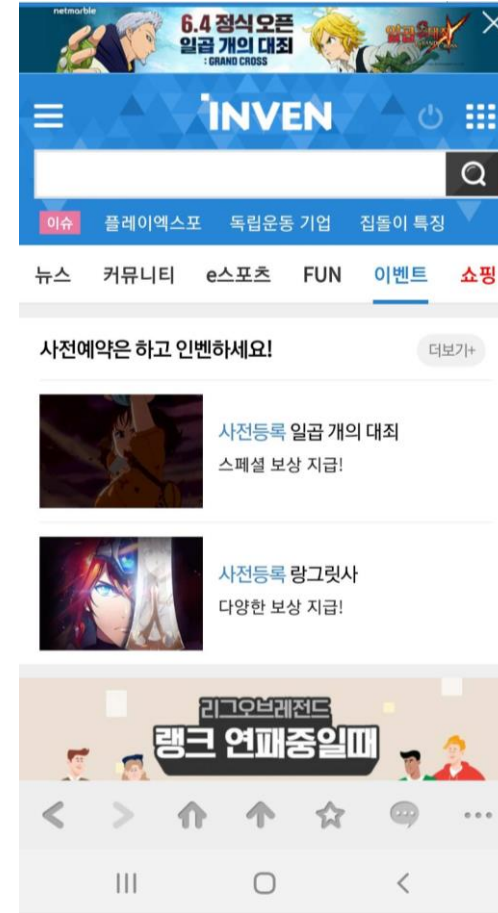 netmarble
6.4 정식 오픈
일곱 개의 대죄
: GRAND CROSS
INVEN
이슈 플레이엑스포 독립운동 기업 집돌이 특징
뉴스 커뮤니티 e스포츠 FUN 이벤트 쇼핑
사전예약은 하고 인벤하세요! 더보기+
사전등록 일곱 개의 대죄
스페셜 보상 지급!
사전등록 랑그릿사
다양한 보상 지급!
리그오브레전드
랭크 연패중일때